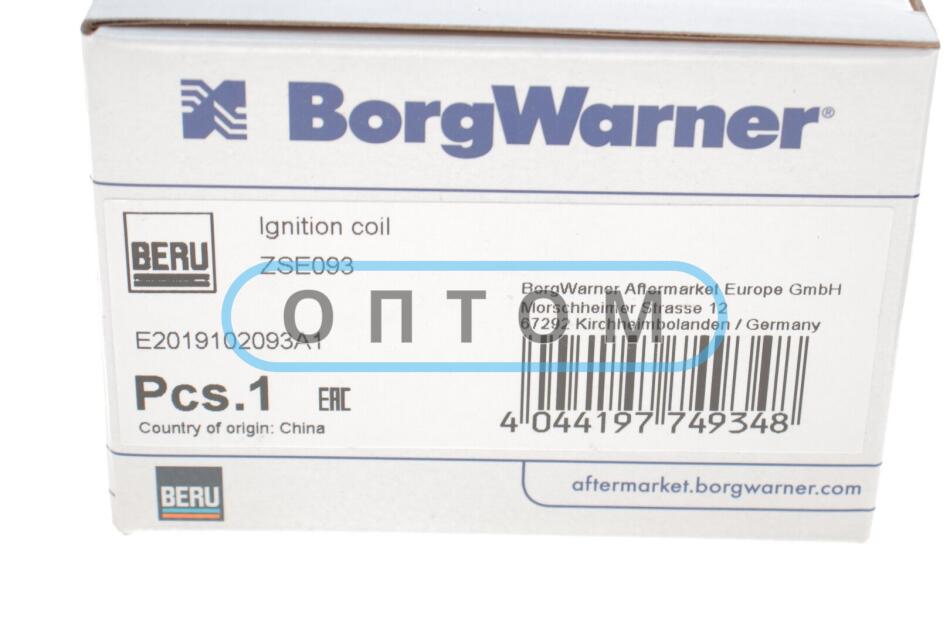 BorgWarner®
BERU
Ignition coil
ZSE093
BorgWarner Aftermarket Europe GmbH
Morschheimer Strasse 12
67292 Kirchheimbolanden / Germany
ОПТОМ
E2019102093A1
Pcs.1 EAC
Country of origin: China
4 044197 749348
BERU
aftermarket.borgwarner.com